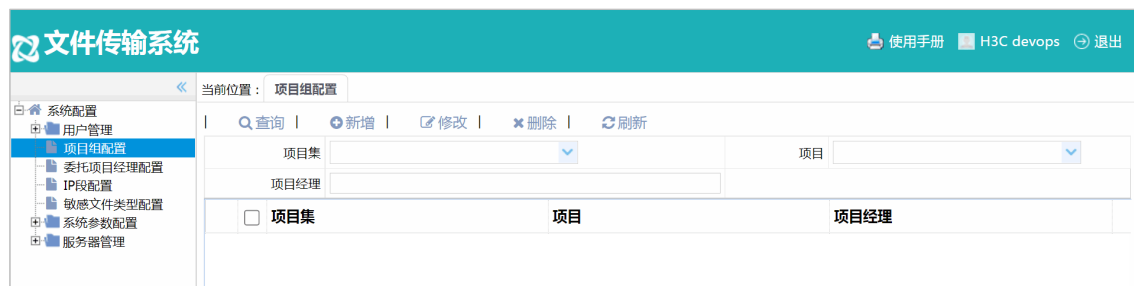 文件传输系统
使用手册 H3C devops 退出
当前位置： 项目组配置
系统配置
用户管理
项目组配置
委托项目经理配置
IP段配置
敏感文件类型配置
系统参数配置
服务器管理
查询 新增 修改 删除 刷新
项目集 项目
项目经理
项目集 项目 项目经理